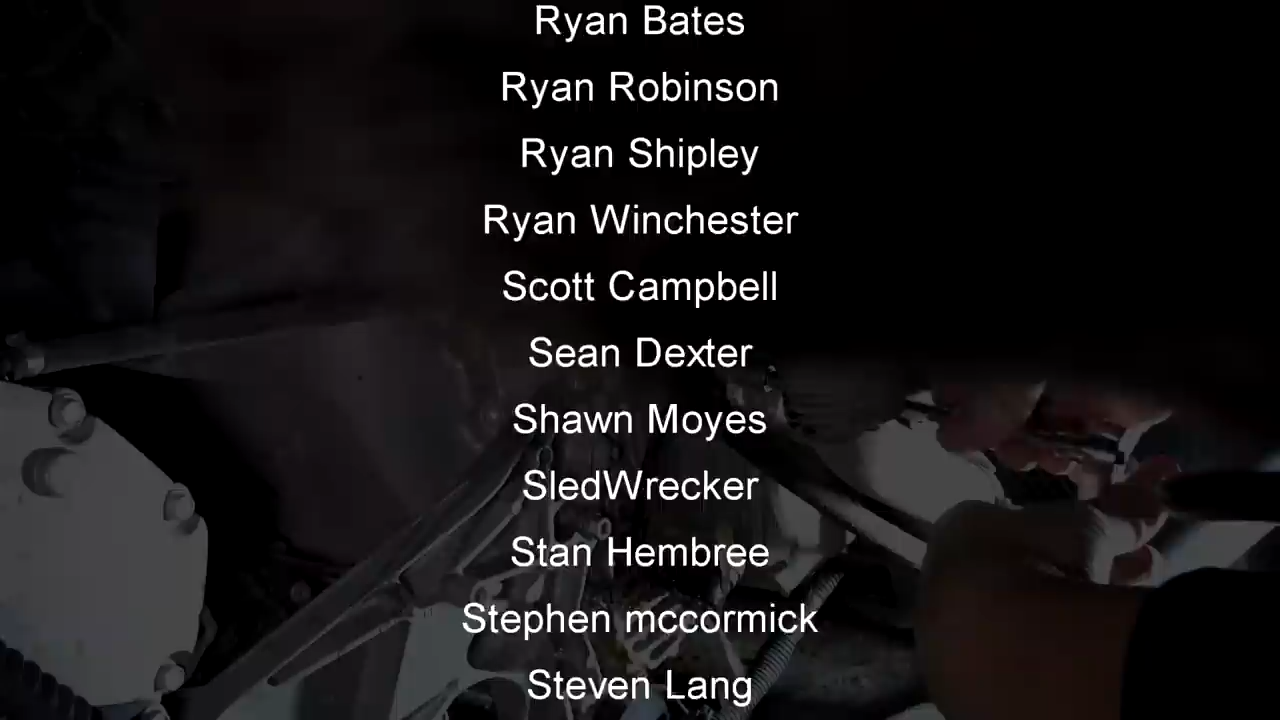 Ryan Bates
Ryan Robinson
Ryan Shipley
Ryan Winchester
Scott Campbell
Sean Dexter
Shawn Moyes
SledWrecker
Stan Hembree
Stephen mccormick
Steven Lang